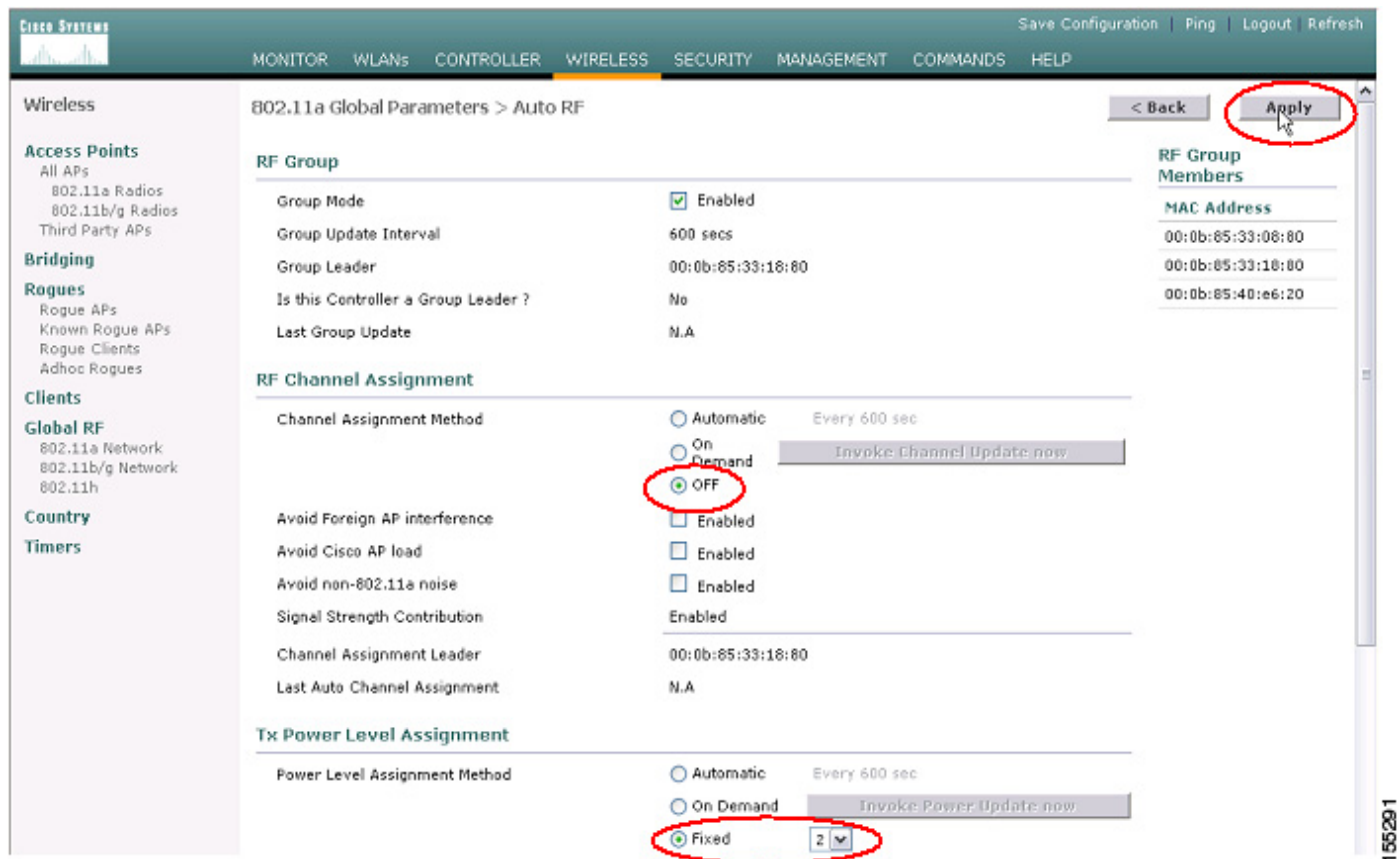 CISCO SYSTEMS
Save Configuration | Ping | Logout | Refresh
MONITOR WLANs CONTROLLER WIRELESS SECURITY MANAGEMENT COMMANDS HELP
Wireless
Access Points
All APs
802.11a Radios
802.11b/g Radios
Third Party APs
Bridging
Rogues
Rogue APs
Known Rogue APs
Rogue Clients
Adhoc Rogues
Clients
Global RF
802.11a Network
802.11b/g Network
802.11h
Country
Timers
802.11a Global Parameters > Auto RF
< Back
Apply
RF Group
Group Mode Enabled
Group Update Interval 600 secs
Group Leader 00:0b:85:33:18:80
Is this Controller a Group Leader ? No
Last Group Update N.A
RF Channel Assignment
Channel Assignment Method Automatic Every 600 sec
On Demand Invoke Channel Update now
OFF
Avoid Foreign AP interference Enabled
Avoid Cisco AP load Enabled
Avoid non-802.11a noise Enabled
Signal Strength Contribution Enabled
Channel Assignment Leader 00:0b:85:33:18:80
Last Auto Channel Assignment N.A
Tx Power Level Assignment
Power Level Assignment Method Automatic Every 600 sec
On Demand Invoke Power Update now
Fixed 2
RF Group
Members
MAC Address
00:0b:85:33:08:80
00:0b:85:33:18:80
00:0b:85:40:e6:20
155291